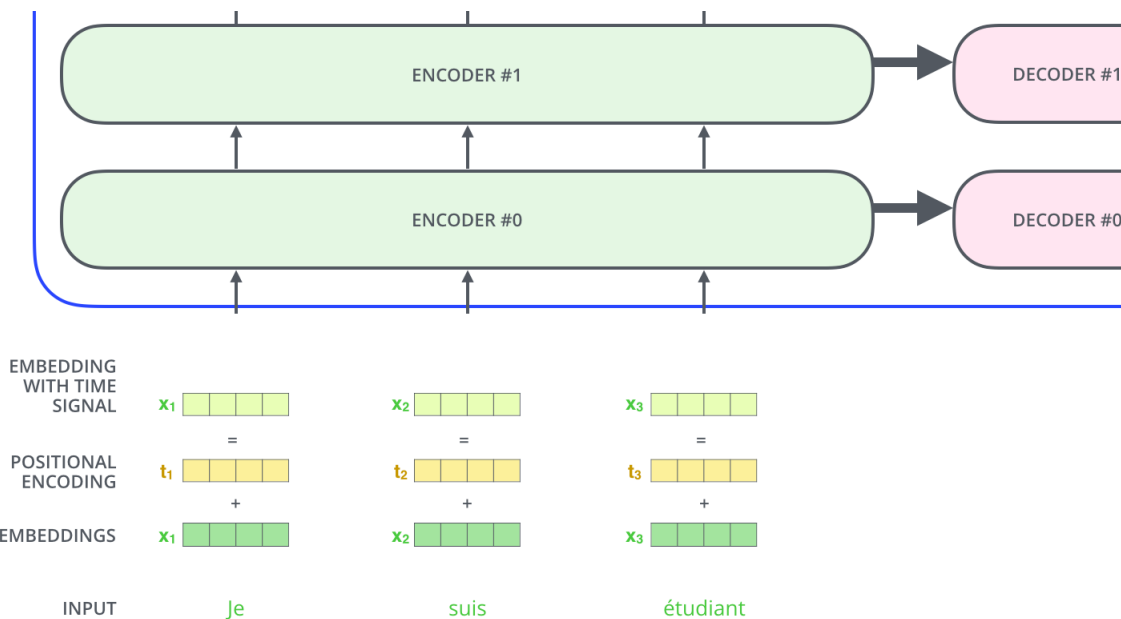 ENCODER #1
DECODER #1
ENCODER #0
DECODER #0
EMBEDDING
WITH TIME
SIGNAL
x₁ x₂ x₃
= = =
POSITIONAL
ENCODING
t₁ t₂ t₃
+ + +
EMBEDDINGS
x₁ x₂ x₃
INPUT
Je suis étudiant